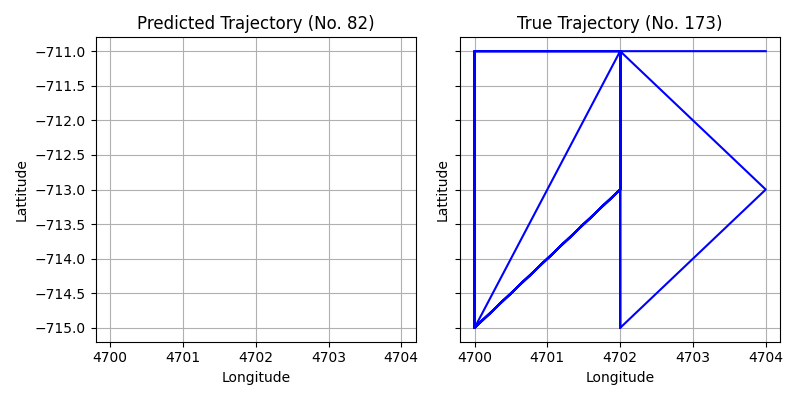 Predicted Trajectory (No. 82)
True Trajectory (No. 173)
−711.0
−711.5
−712.0
−712.5
−713.0
−713.5
−714.0
−714.5
−715.0
Lattitude
Lattitude
4700 4701 4702 4703 4704
4700 4701 4702 4703 4704
Longitude
Longitude